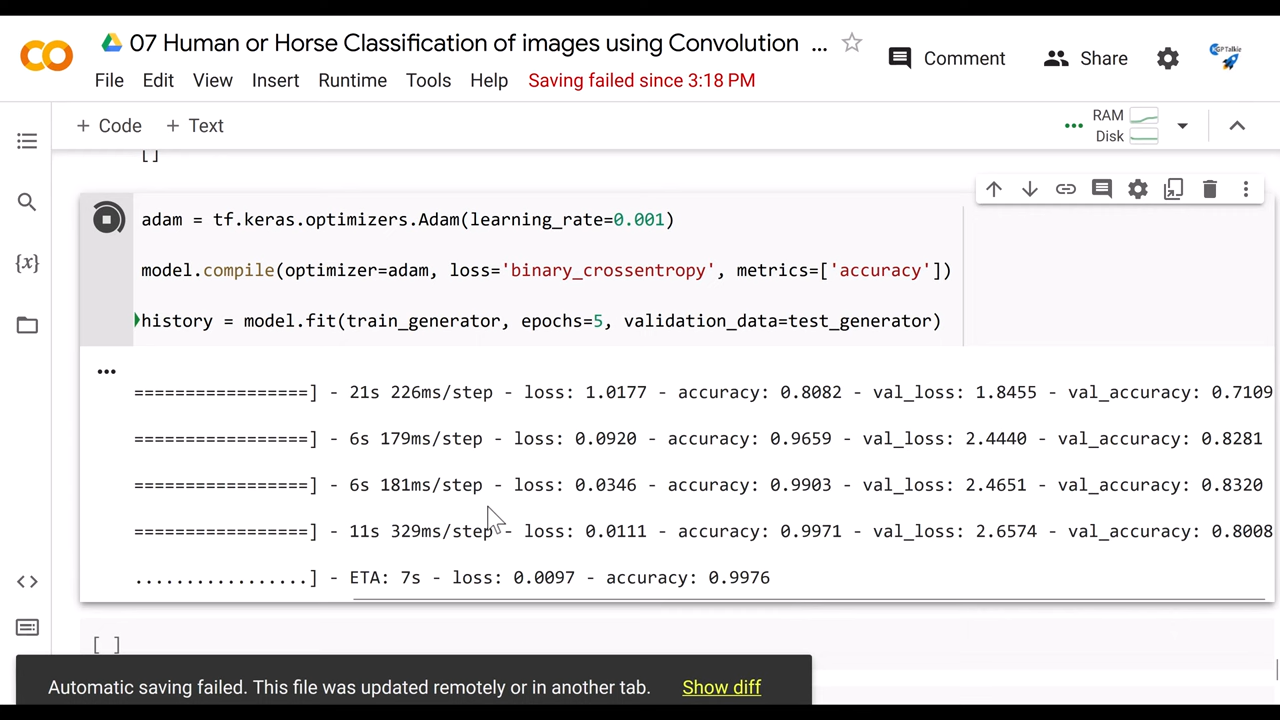 07 Human or Horse Classification of images using Convolution ...
Comment
Share
KGP Talkie
File Edit View Insert Runtime Tools Help Saving failed since 3:18 PM
+ Code + Text
RAM
Disk
[]
adam = tf.keras.optimizers.Adam(learning_rate=0.001)
model.compile(optimizer=adam, loss='binary_crossentropy', metrics=['accuracy'])
history = model.fit(train_generator, epochs=5, validation_data=test_generator)
=================] - 21s 226ms/step - loss: 1.0177 - accuracy: 0.8082 - val_loss: 1.8455 - val_accuracy: 0.7109
=================] - 6s 179ms/step - loss: 0.0920 - accuracy: 0.9659 - val_loss: 2.4440 - val_accuracy: 0.8281
=================] - 6s 181ms/step - loss: 0.0346 - accuracy: 0.9903 - val_loss: 2.4651 - val_accuracy: 0.8320
=================] - 11s 329ms/step - loss: 0.0111 - accuracy: 0.9971 - val_loss: 2.6574 - val_accuracy: 0.8008
.................] - ETA: 7s - loss: 0.0097 - accuracy: 0.9976
[ ]
Automatic saving failed. This file was updated remotely or in another tab. Show diff